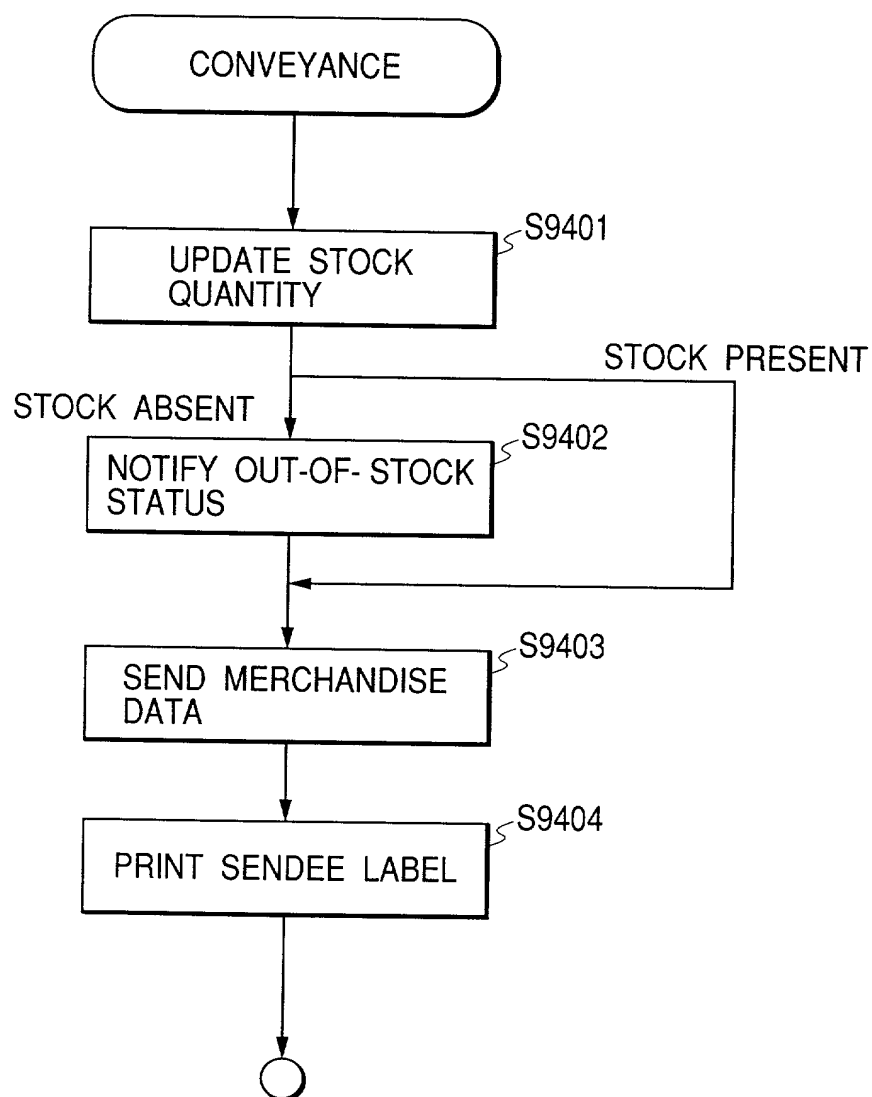 CONVEYANCE
S9401
UPDATE STOCK
QUANTITY
STOCK PRESENT
STOCK ABSENT
S9402
NOTIFY OUT-OF-STOCK
STATUS
S9403
SEND MERCHANDISE
DATA
S9404
PRINT SENDEE LABEL